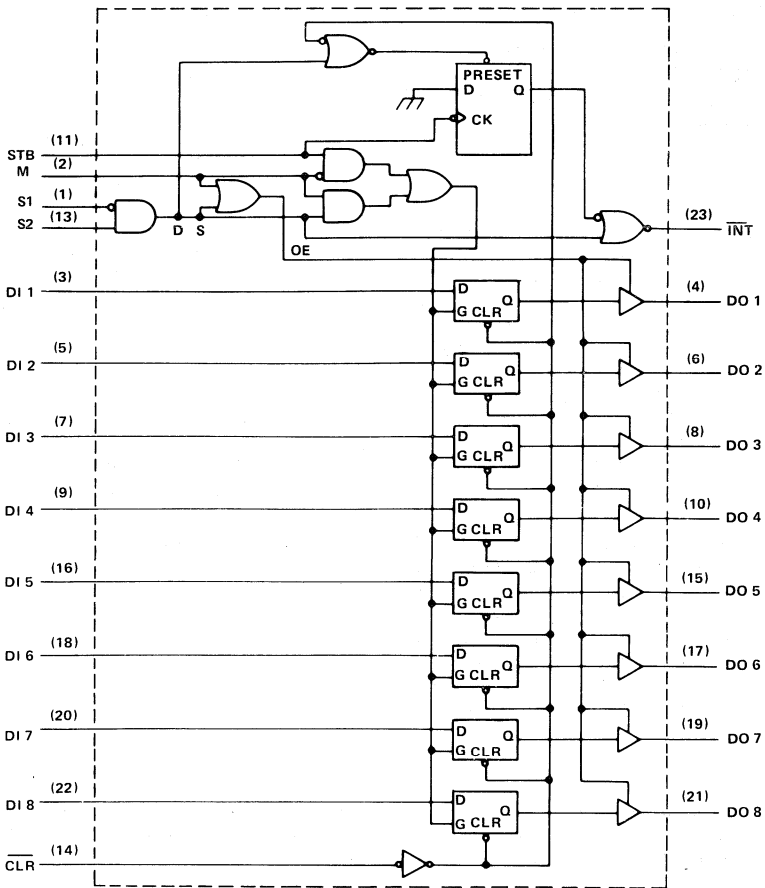 PRESET
D Q
CK
(11)
STB
(2)
M
(1)
S1
(13)
S2
D S
OE
(23)
INT
(3)
DI 1
D Q
G CLR
(4)
DO 1
(5)
DI 2
D Q
G CLR
(6)
DO 2
(7)
DI 3
D Q
G CLR
(8)
DO 3
(9)
DI 4
D Q
G CLR
(10)
DO 4
(16)
DI 5
D Q
G CLR
(15)
DO 5
(18)
DI 6
D Q
G CLR
(17)
DO 6
(20)
DI 7
D Q
G CLR
(19)
DO 7
(22)
DI 8
D Q
G CLR
(21)
DO 8
(14)
CLR